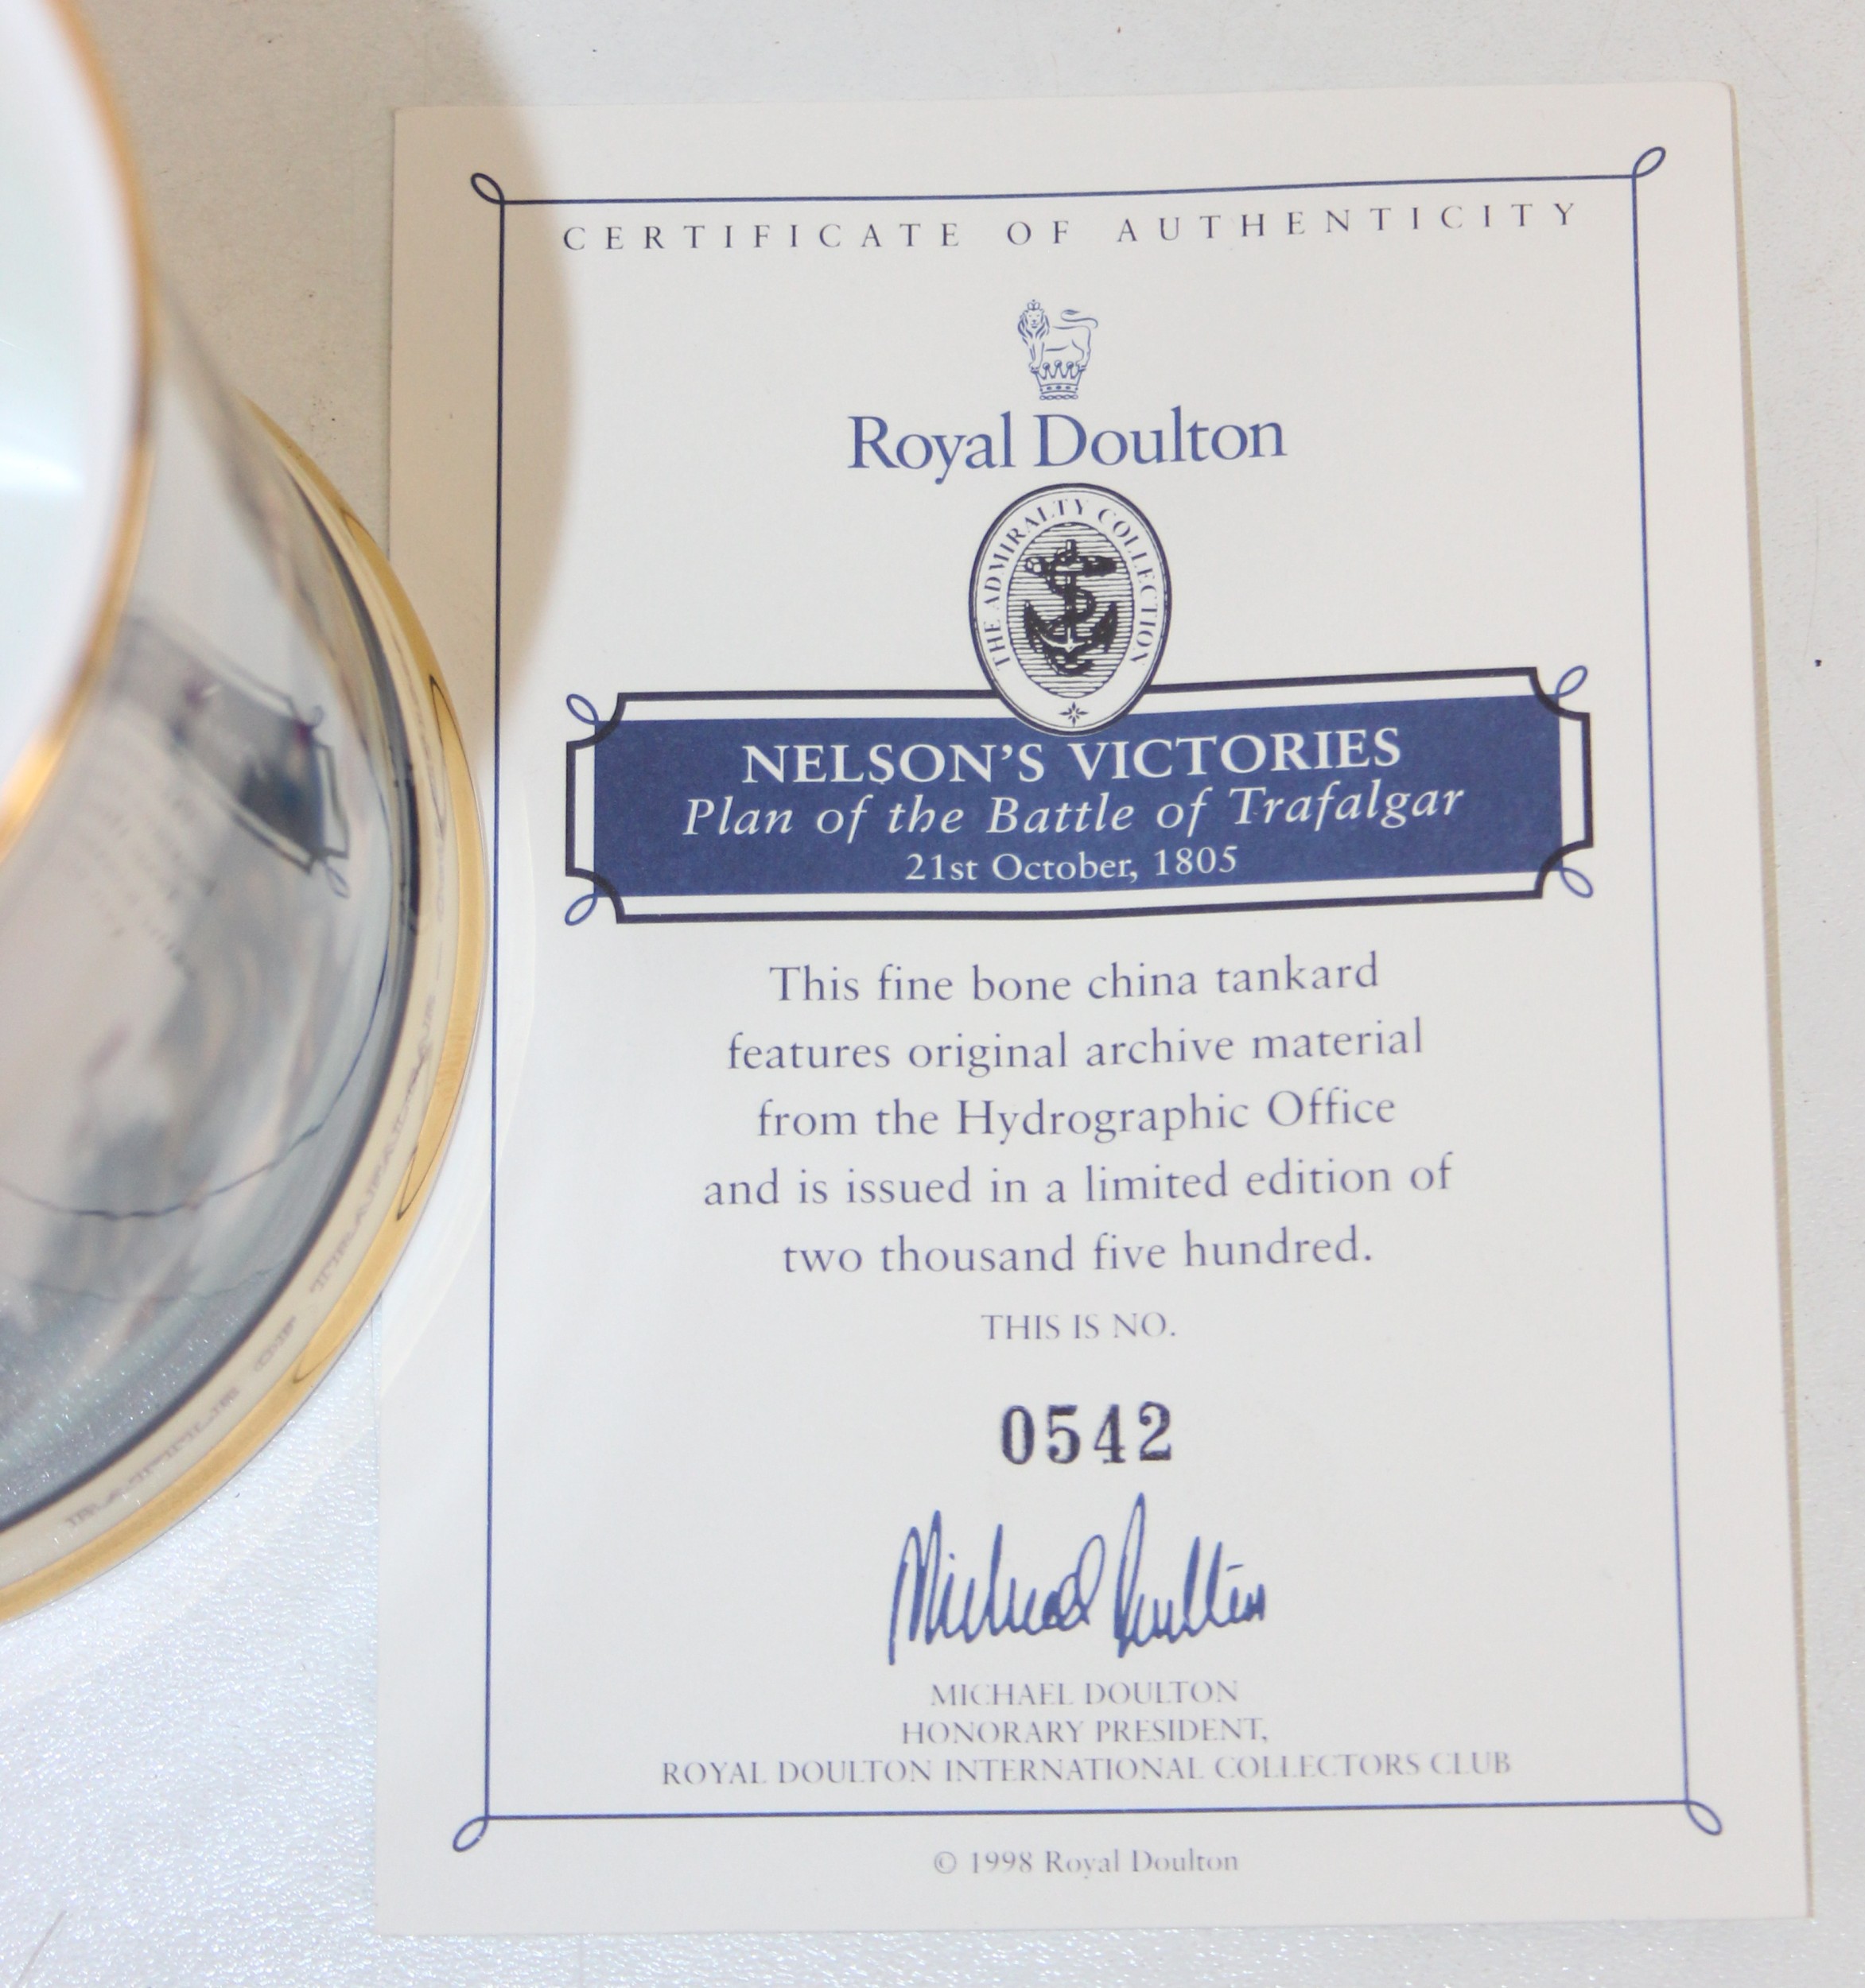 CERTIFICATE OF AUTHENTICITY
Royal Doulton
THE ADMIRALTY COLLECTION
NELSON'S VICTORIES
Plan of the Battle of Trafalgar
21st October, 1805
This fine bone china tankard
features original archive material
from the Hydrographic Office
and is issued in a limited edition of
two thousand five hundred.
THIS IS NO.
0542
Michael Doulton
MICHAEL DOULTON
HONORARY PRESIDENT,
ROYAL DOULTON INTERNATIONAL COLLECTORS CLUB
© 1998 Royal Doulton